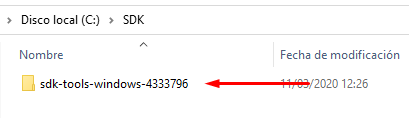 Disco local (C:) > SDK
Nombre
Fecha de modificación
sdk-tools-windows-4333796
11/03/2020 12:26